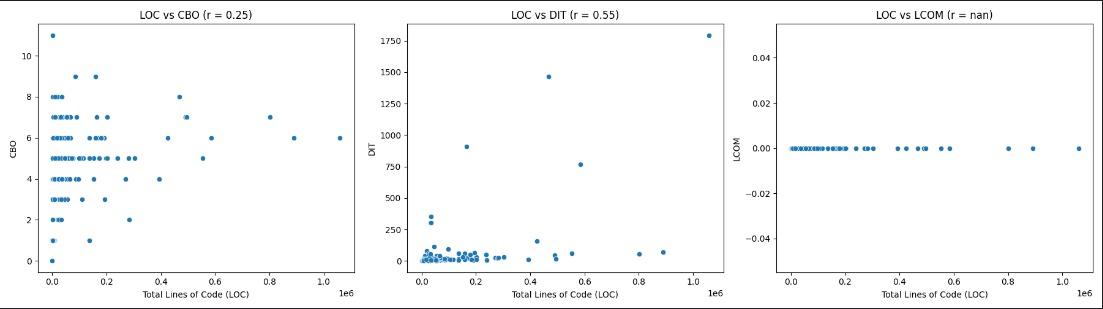 LOC vs CBO (r = 0.25)
10
8
6
4
2
0
CBO
0.0 0.2 0.4 0.6 0.8 1.0
1e6
Total Lines of Code (LOC)
LOC vs DIT (r = 0.55)
1750
1500
1250
1000
750
500
250
0
DIT
0.0 0.2 0.4 0.6 0.8 1.0
1e6
Total Lines of Code (LOC)
LOC vs LCOM (r = nan)
0.04
0.02
0.00
−0.02
−0.04
LCOM
0.0 0.2 0.4 0.6 0.8 1.0
1e6
Total Lines of Code (LOC)